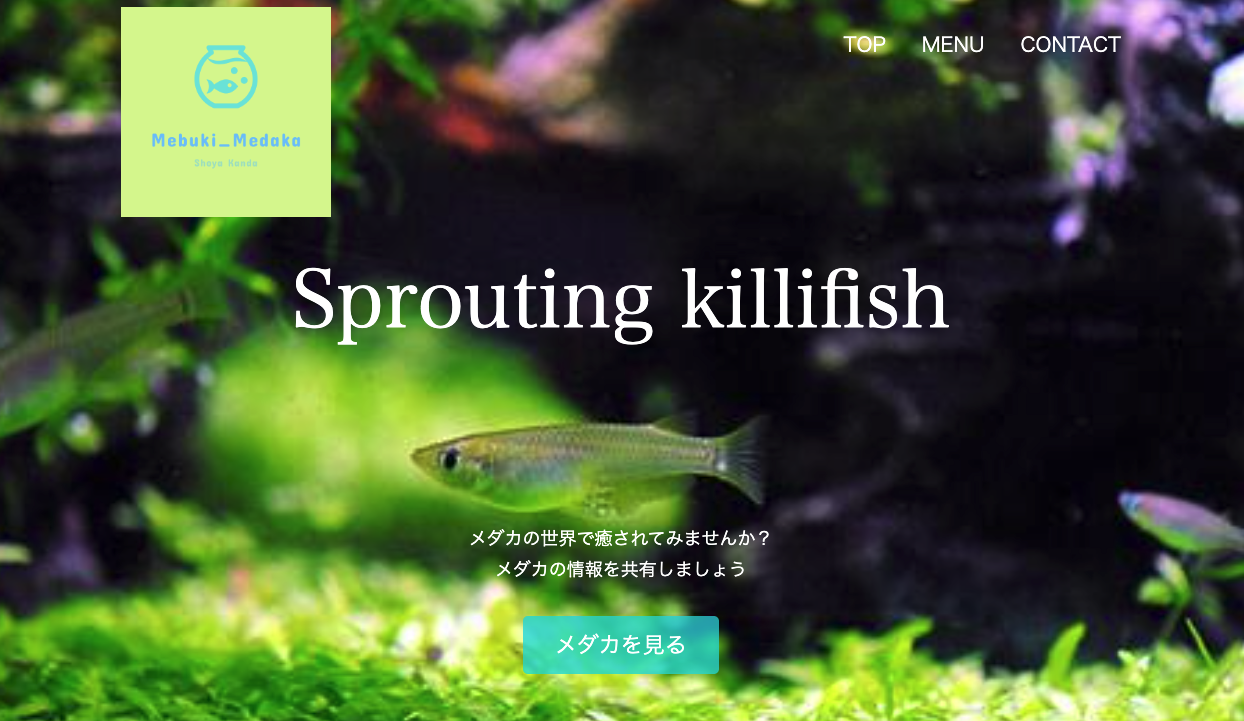 TOP MENU CONTACT
Mebuki_Medaka
Shoya Kondo
Sprouting killifish
メダカの世界で癒されてみませんか？
メダカの情報を共有しましょう
メダカを見る